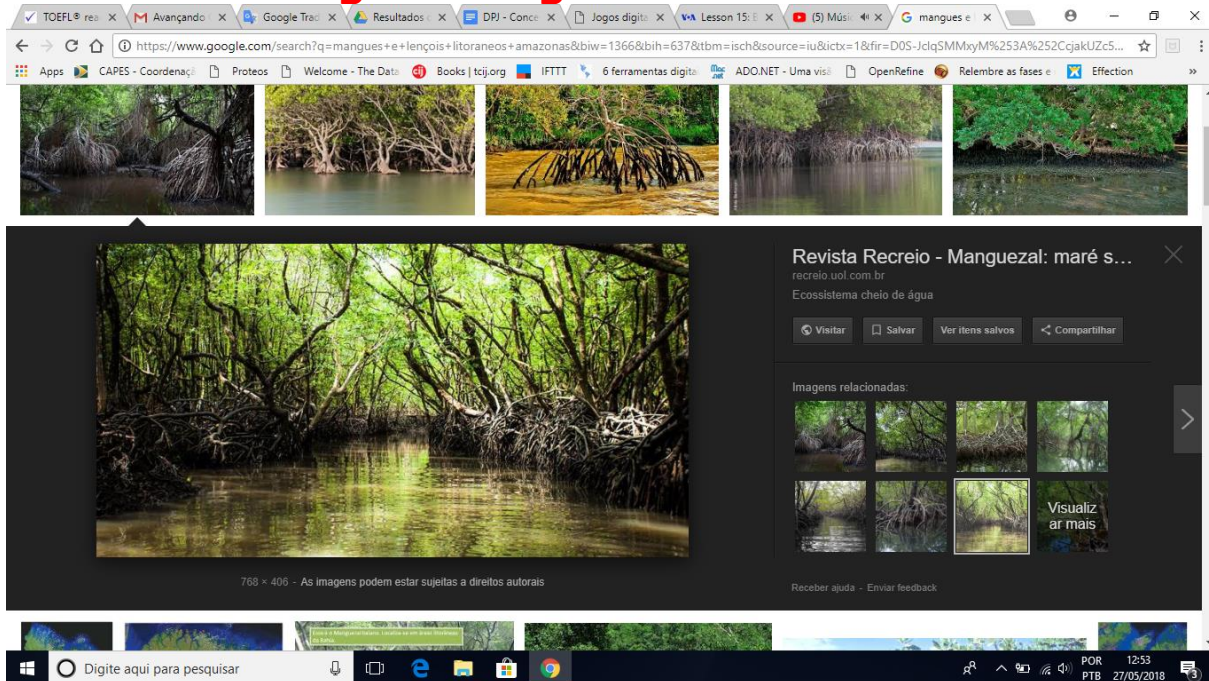 TOEFL® rea
Avançando
Google Trad
Resultados
DPJ - Conce
Jogos digita
Lesson 15: E
(5) Músi
mangues e
https://www.google.com/search?q=mangues+e+lençois+litoraneos+amazonas&biw=1366&bih=637&tbm=isch&source=iu&ictx=1&fir=D0S-JclqSMMxyM%253A%252CcjakUZc5...
Apps
CAPES - Coordenaçã
Proteos
Welcome - The Data
Books | tcij.org
IFTTT
6 ferramentas digita
ADO.NET - Uma visã
OpenRefine
Relembre as fases e
Effection
»
Revista Recreio - Manguezal: maré s...
recreio.uol.com.br
Ecossistema cheio de água
Visitar
Salvar
Ver itens salvos
Compartilhar
Imagens relacionadas:
Visualiz
ar mais
768 × 406 - As imagens podem estar sujeitas a direitos autorais
Receber ajuda - Enviar feedback
Digite aqui para pesquisar
POR
PTB
12:53
27/05/2018